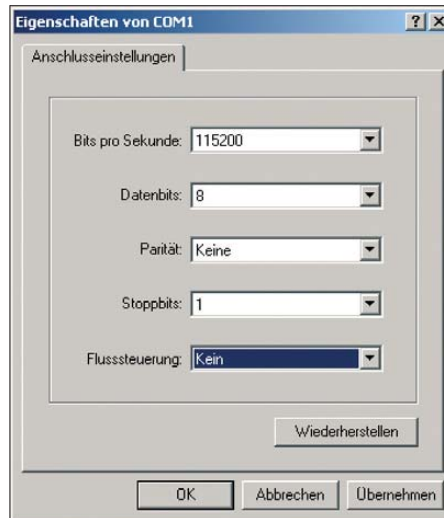 Eigenschaften von COM1
Anschlusseinstellungen
Bits pro Sekunde: 115200
Datenbits: 8
Parität: Keine
Stoppbits: 1
Flusssteuerung: Kein
Wiederherstellen
OK Abbrechen Übernehmen